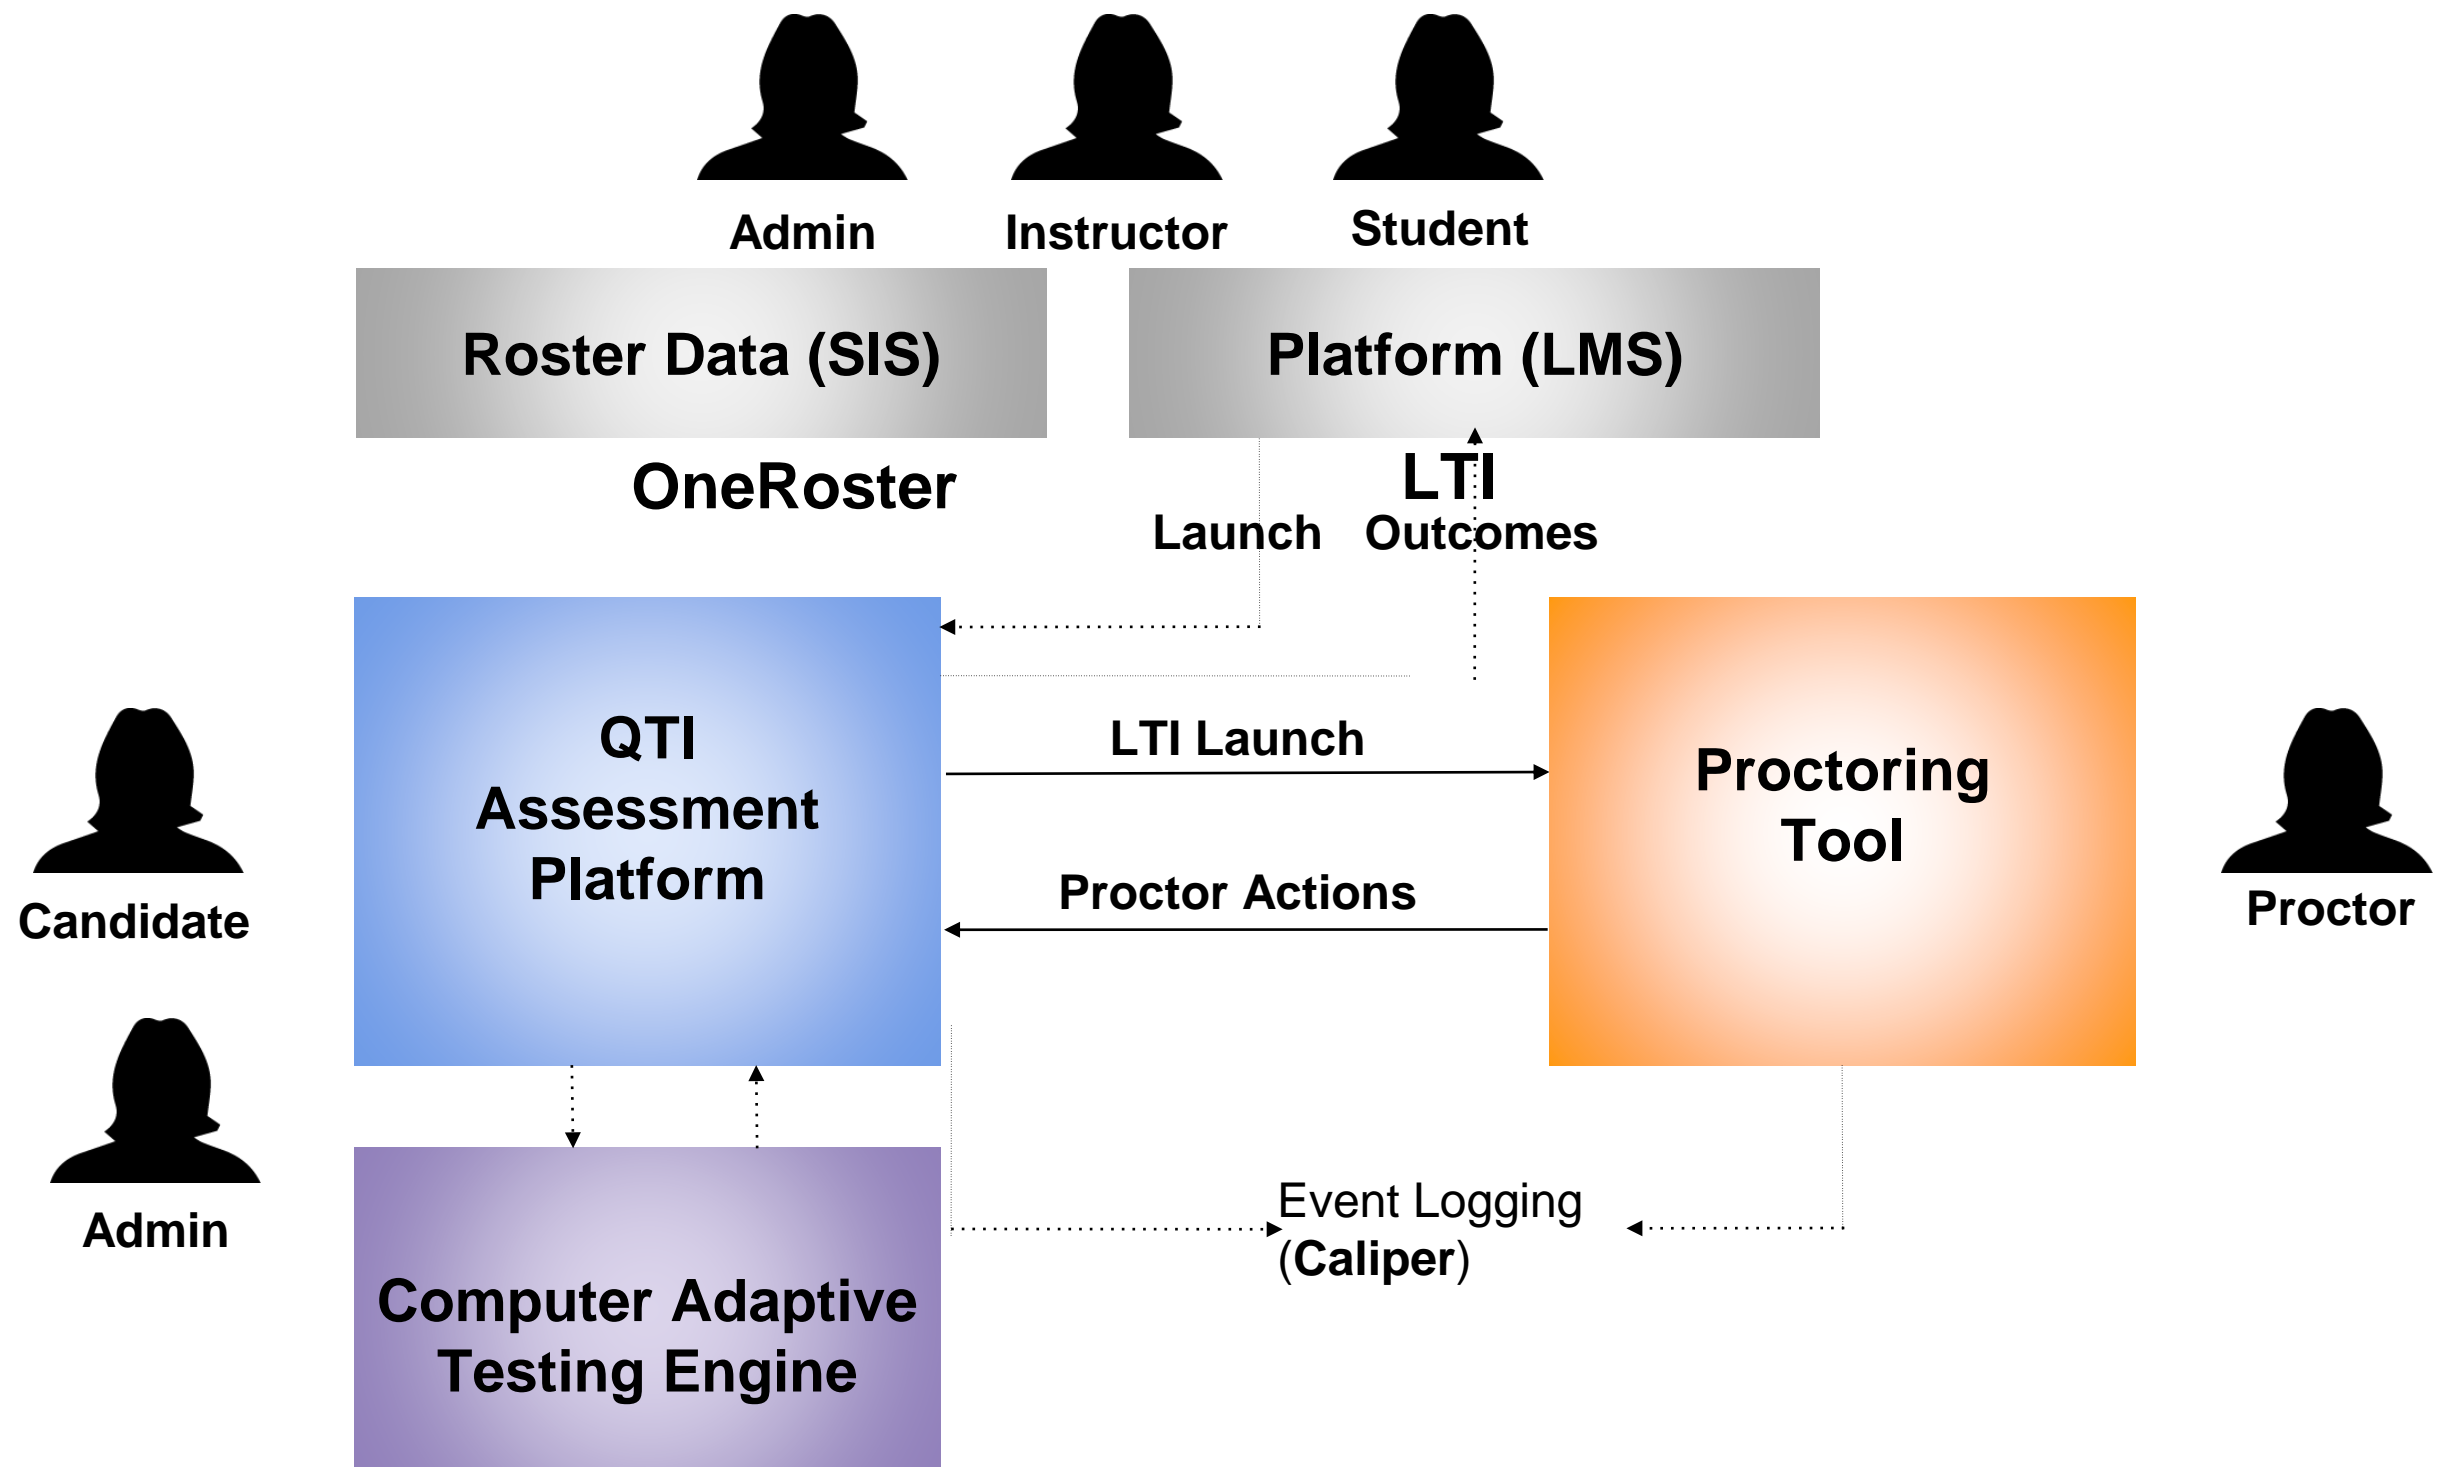 Admin
Instructor
Student
Roster Data (SIS)
Platform (LMS)
OneRoster
LTI
Launch
Outcomes
QTI
Assessment
Platform
LTI Launch
Proctor Actions
Proctoring
Tool
Candidate
Proctor
Admin
Event Logging
(Caliper)
Computer Adaptive
Testing Engine